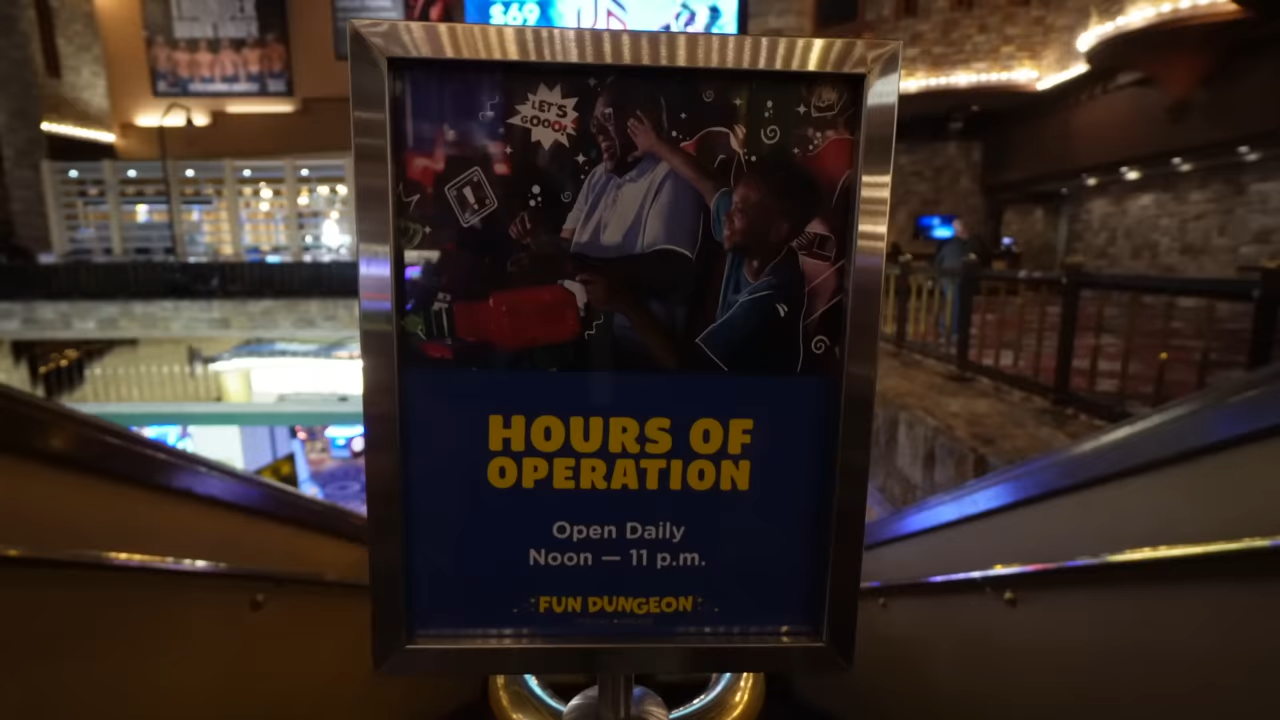 $69
LET'S
GOOO!
HOURS OF
OPERATION
Open Daily
Noon — 11 p.m.
FUN DUNGEON